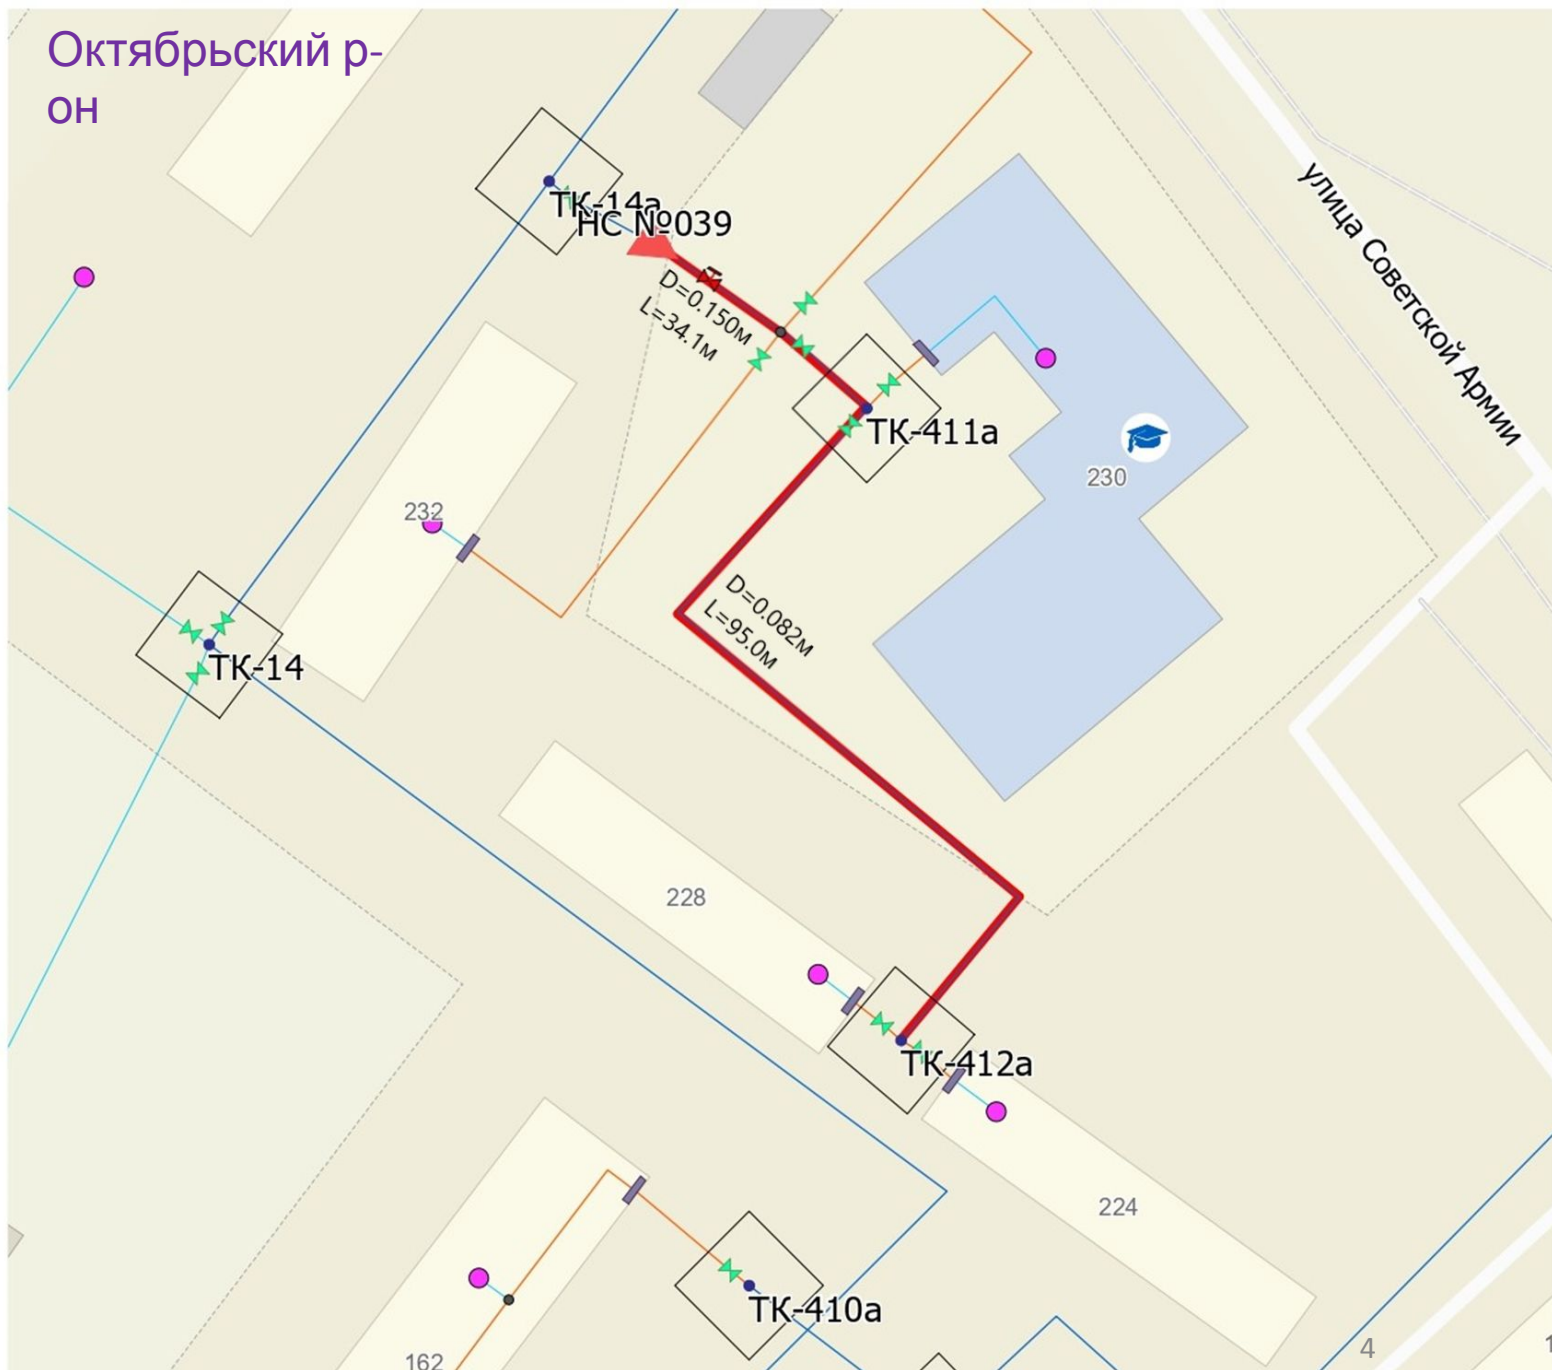 Октябрьский р-
он
ТК-14а
НС №039
D=0.150м
L=34.1м
улица Советской Армии
ТК-411а
230
232
D=0.082м
L=95.0м
ТК-14
228
ТК-412а
224
ТК-410а
162
4
1